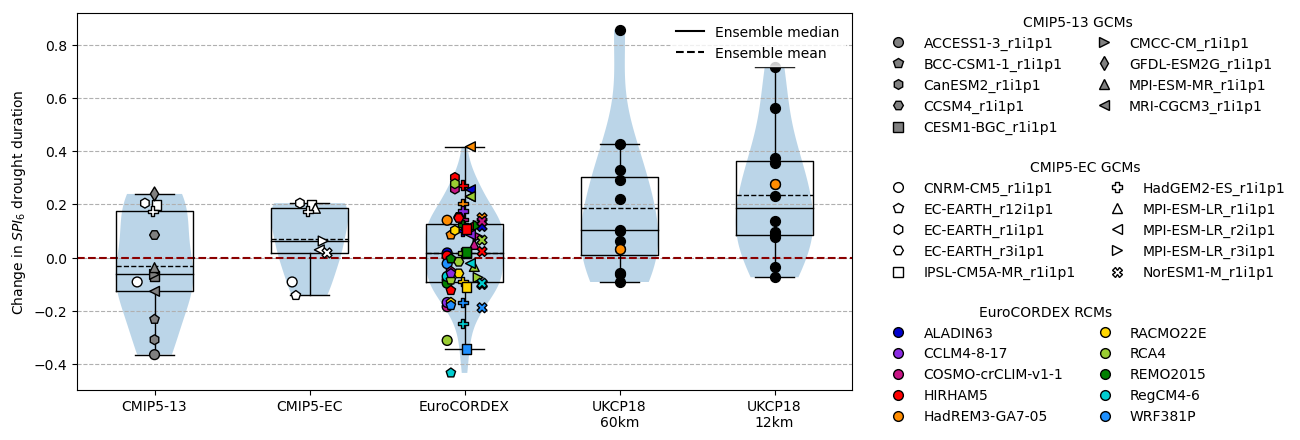 Change in SPI6 drought duration
0.8
0.6
0.4
0.2
0.0
−0.2
−0.4
Ensemble median
Ensemble mean
CMIP5-13
CMIP5-EC
EuroCORDEX
UKCP18
60km
UKCP18
12km
CMIP5-13 GCMs
ACCESS1-3_r1i1p1
BCC-CSM1-1_r1i1p1
CanESM2_r1i1p1
CCSM4_r1i1p1
CESM1-BGC_r1i1p1
CMCC-CM_r1i1p1
GFDL-ESM2G_r1i1p1
MPI-ESM-MR_r1i1p1
MRI-CGCM3_r1i1p1
CMIP5-EC GCMs
CNRM-CM5_r1i1p1
EC-EARTH_r12i1p1
EC-EARTH_r1i1p1
EC-EARTH_r3i1p1
IPSL-CM5A-MR_r1i1p1
HadGEM2-ES_r1i1p1
MPI-ESM-LR_r1i1p1
MPI-ESM-LR_r2i1p1
MPI-ESM-LR_r3i1p1
NorESM1-M_r1i1p1
EuroCORDEX RCMs
ALADIN63
CCLM4-8-17
COSMO-crCLIM-v1-1
HIRHAM5
HadREM3-GA7-05
RACMO22E
RCA4
REMO2015
RegCM4-6
WRF381P